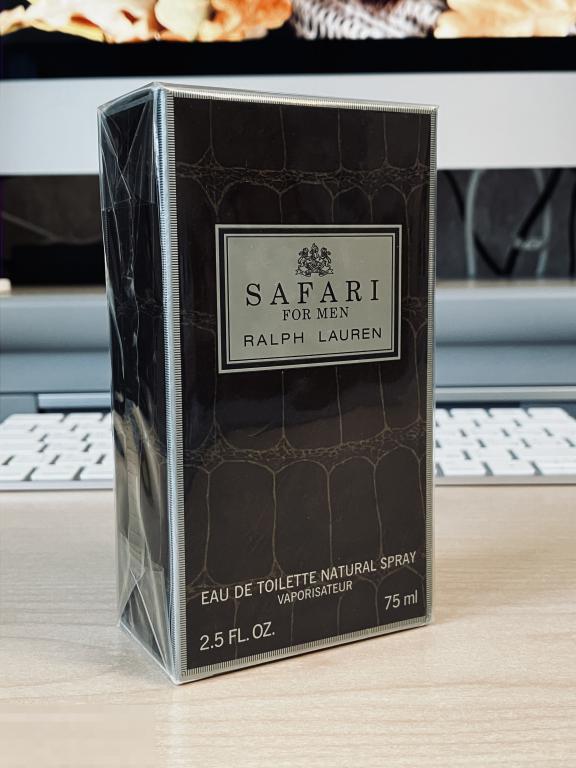 SAFARI
FOR MEN
RALPH LAUREN
EAU DE TOILETTE NATURAL SPRAY
VAPORISATEUR
75 ml
2.5 FL. OZ.